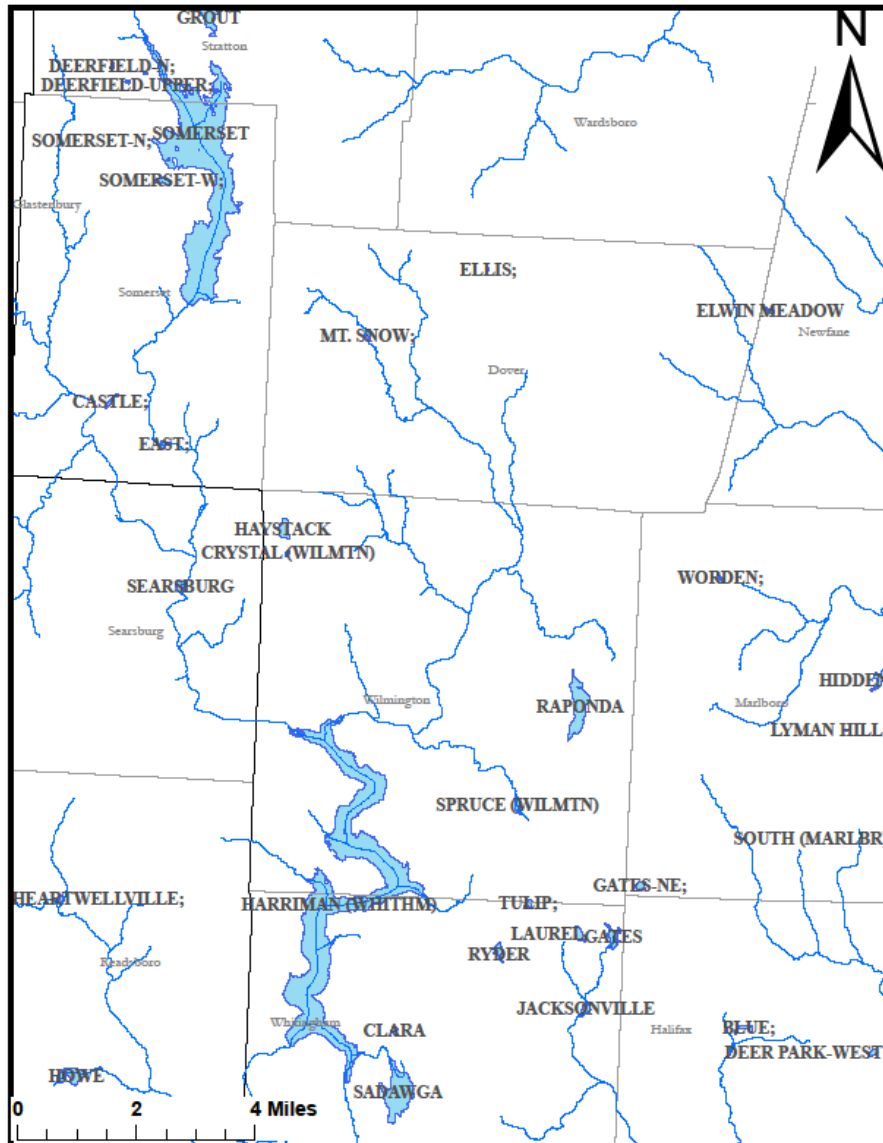 GROUT
N
Stratton
DEERFIELD-N;
DEERFIELD-UPPER;
Wardsboro
SOMERSET-N;
SOMERSET
SOMERSET-W;
Glastenbury
ELLIS;
Somerset
ELWIN MEADOW
Newfane
MT. SNOW;
Dover
CASTLE;
EAST;
HAYSTACK
CRYSTAL (WILMTN)
WORDEN;
SEARSBURG
Searsburg
HIDDEN
Wilmington
RAPONDA
Marlboro
LYMAN HILL
SPRUCE (WILMTN)
SOUTH (MARLBR
GATES-NE;
HEARTWELLVILLE;
HARRIMAN (WHITHM)
TULIP;
LAUREL
GATES
RYDER
Readsboro
JACKSONVILLE
Whitingham
CLARA
Halifax
BLUE;
DEER PARK-WEST
HOWE
SADAWGA
0 2 4 Miles